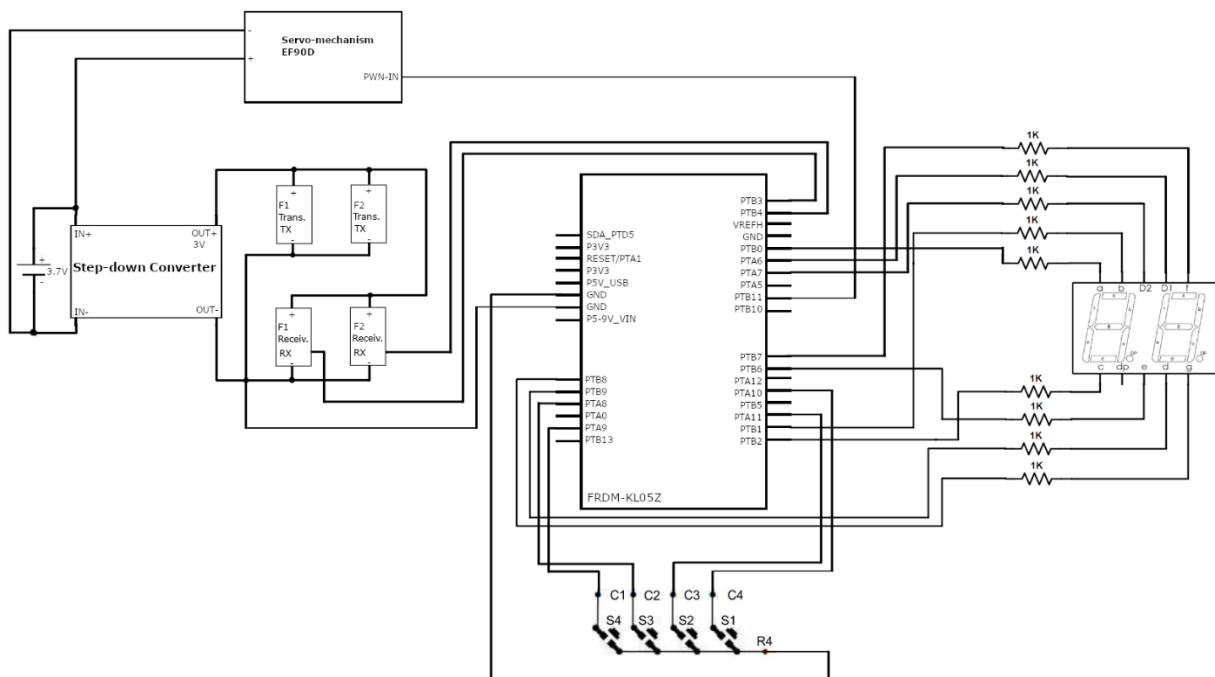 Servo-mechanism
EF90D
-
+
PWN-IN
IN+
OUT+
3V
Step-down Converter
IN-
OUT-
+
3.7V
-
+
F1
Trans.
TX
-
+
F2
Trans.
TX
-
+
F1
Receiv.
RX
-
+
F2
Receiv.
RX
-
SDA_PTD5
P3V3
RESET/PTA1
P3V3
P5V_USB
GND
GND
P5-9V_VIN
PTB8
PTB9
PTA8
PTA0
PTA9
PTB13
PTB3
PTB4
VREFH
GND
PTB0
PTA6
PTA7
PTA5
PTB11
PTB10
PTB7
PTB6
PTA12
PTA10
PTB5
PTA11
PTB1
PTB2
FRDM-KL05Z
1K
1K
1K
1K
1K
a b D2 D1 f
c dp e d g
1K
1K
1K
1K
C1 C2 C3 C4
S4 S3 S2 S1
R4